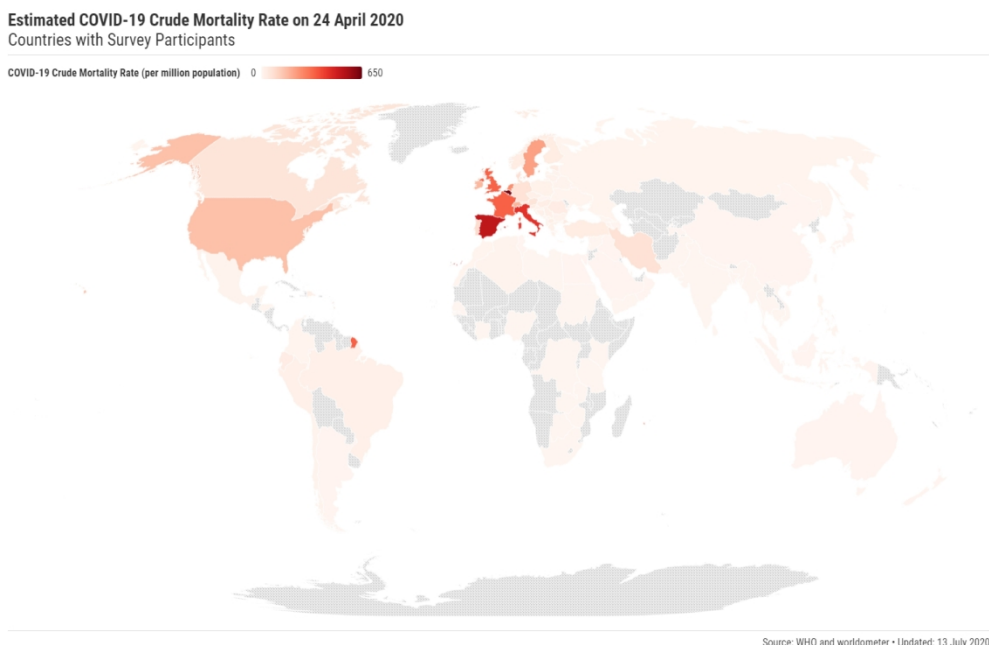 Estimated COVID-19 Crude Mortality Rate on 24 April 2020
Countries with Survey Participants
COVID-19 Crude Mortality Rate (per million population) 0 650
Source: WHO and worldometer • Updated: 13 July 2020